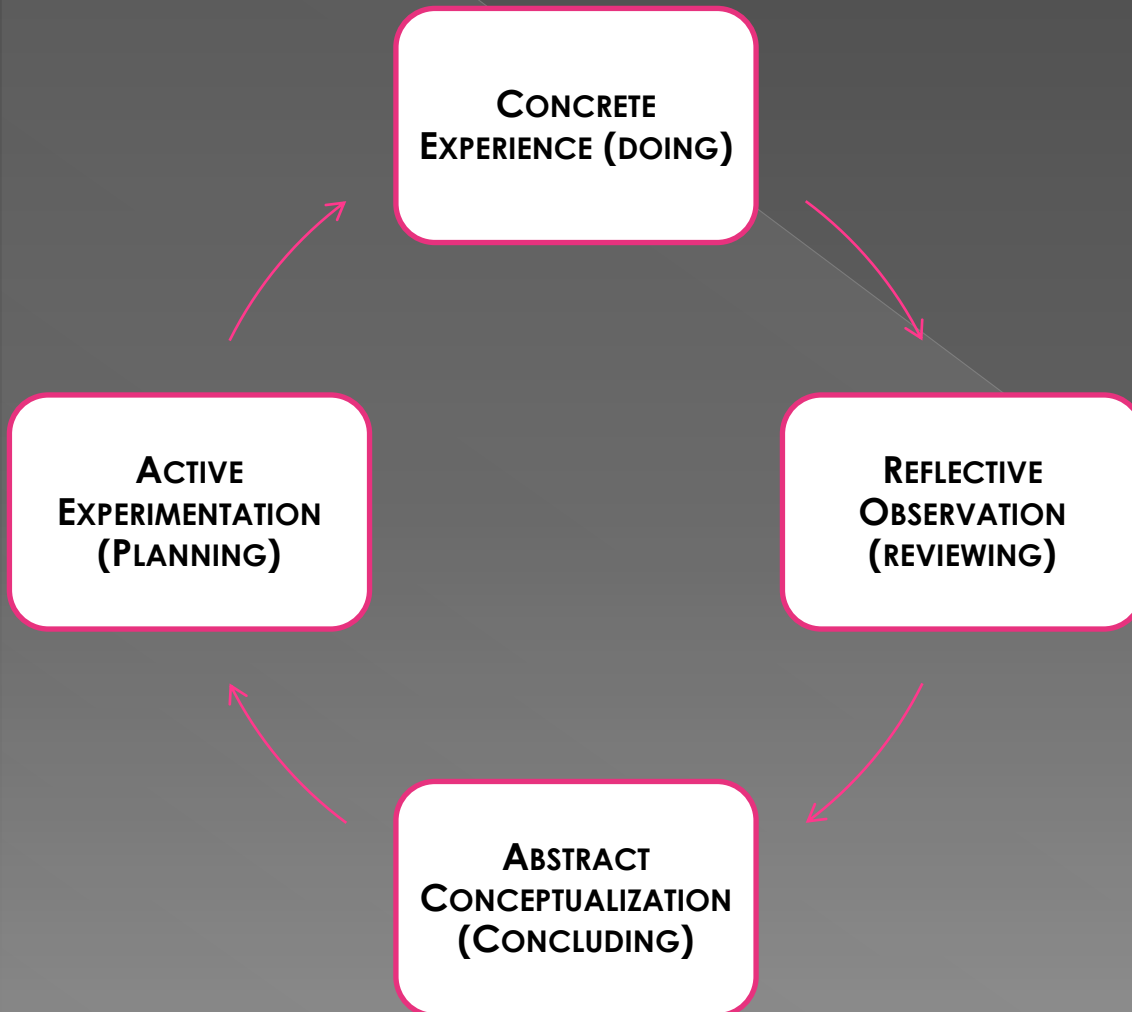 CONCRETE
EXPERIENCE (DOING)
REFLECTIVE
OBSERVATION
(REVIEWING)
ABSTRACT
CONCEPTUALIZATION
(CONCLUDING)
ACTIVE
EXPERIMENTATION
(PLANNING)